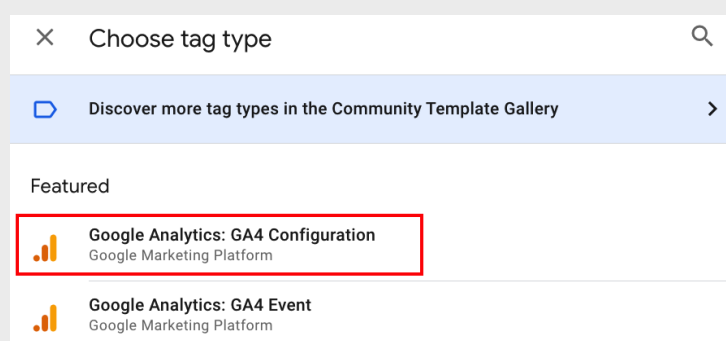 Choose tag type
Discover more tag types in the Community Template Gallery
Featured
Google Analytics: GA4 Configuration
Google Marketing Platform
Google Analytics: GA4 Event
Google Marketing Platform